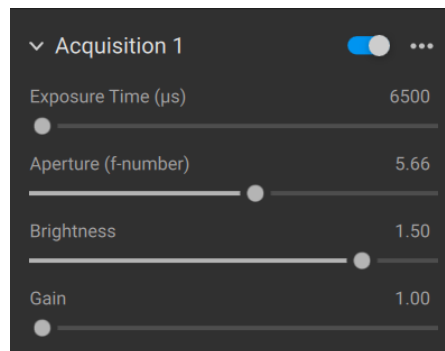 Acquisition 1
Exposure Time (µs) 6500
Aperture (f-number) 5.66
Brightness 1.50
Gain 1.00